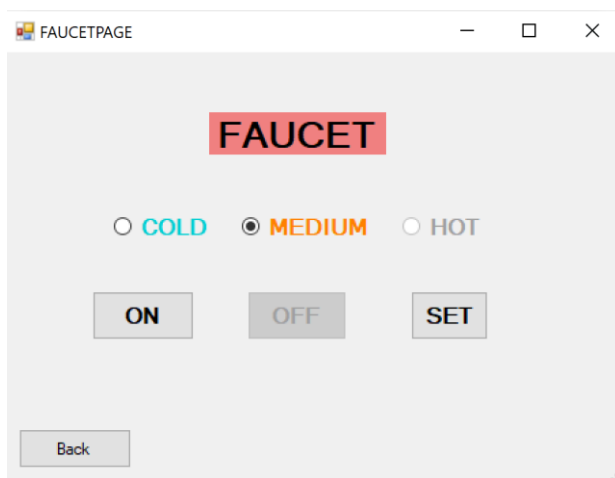 FAUCETPAGE
FAUCET
COLD MEDIUM HOT
ON OFF SET
Back